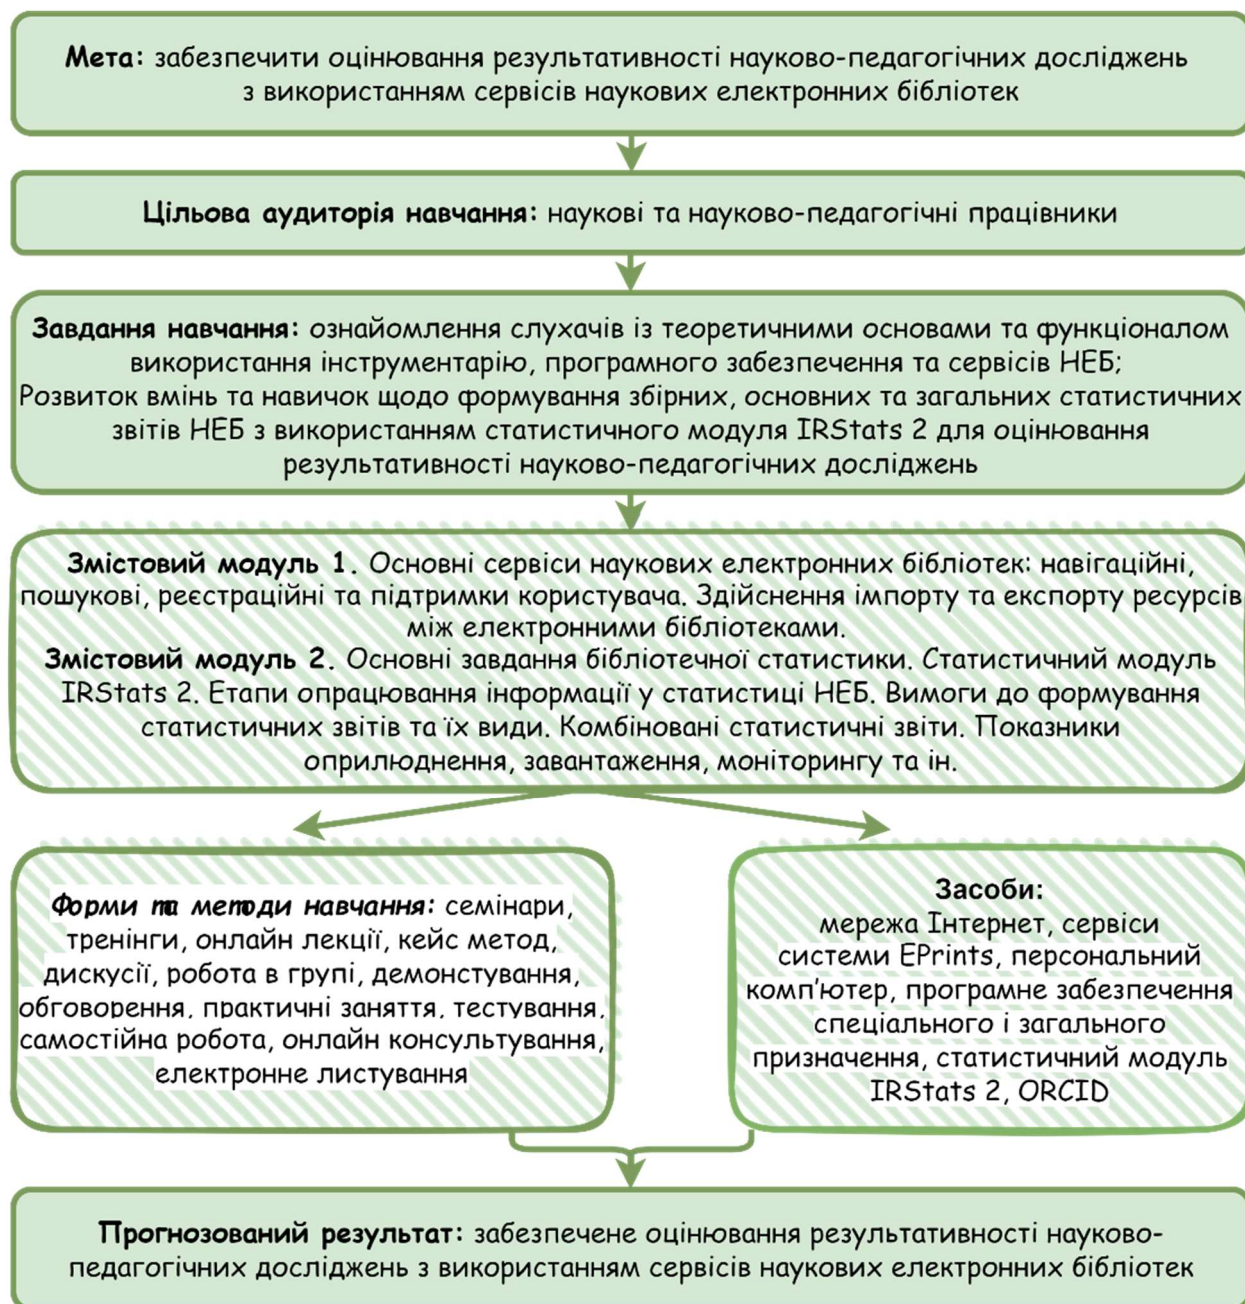 Мета: забезпечити оцінювання результативності науково-педагогічних досліджень
з використанням сервісів наукових електронних бібліотек
Цільова аудиторія навчання: наукові та науково-педагогічні працівники
Завдання навчання: ознайомлення слухачів із теоретичними основами та функціоналом
використання інструментарію, програмного забезпечення та сервісів НЕБ;
Розвиток вмінь та навичок щодо формування збірних, основних та загальних статистичних
звітів НЕБ з використанням статистичного модуля IRStats 2 для оцінювання
результативності науково-педагогічних досліджень
Змістовий модуль 1. Основні сервіси наукових електронних бібліотек: навігаційні,
пошукові, реєстраційні та підтримки користувача. Здійснення імпорту та експорту ресурсів
між електронними бібліотеками.
Змістовий модуль 2. Основні завдання бібліотечної статистики. Статистичний модуль
IRStats 2. Етапи опрацювання інформації у статистиці НЕБ. Вимоги до формування
статистичних звітів та їх види. Комбіновані статистичні звіти. Показники
оприлюднення, завантаження, моніторингу та ін.
Форми та методи навчання: семінари,
тренінги, онлайн лекції, кейс метод,
дискусії, робота в групі, демонстування,
обговорення, практичні заняття, тестування,
самостійна робота, онлайн консультування,
електронне листування
Засоби:
мережа Інтернет, сервіси
системи EPrints, персональний
комп'ютер, програмне забезпечення
спеціального і загального
призначення, статистичний модуль
IRStats 2, ORCID
Прогнозований результат: забезпечене оцінювання результативності науково-
педагогічних досліджень з використанням сервісів наукових електронних бібліотек